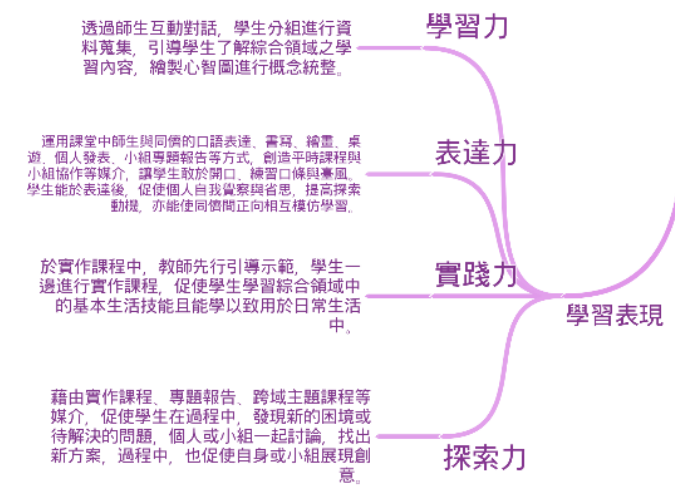 學習力
透過師生互動對話，學生分組進行資
料蒐集，引導學生了解綜合領域之學
習內容，繪製心智圖進行概念統整。
表達力
運用課堂中師生與同儕的口語表達、書寫、繪畫、桌
遊、個人發表、小組專題報告等方式，創造平時課程與
小組協作等媒介，讓學生敢於開口，練習口條與臺風。
學生能於表達後，促使個人自我覺察與省思，提高探索
動機，亦能使同儕間正向相互模仿學習。
實踐力
於實作課程中，教師先行引導示範，學生一
邊進行實作課程，促使學生學習綜合領域中
的基本生活技能且能學以致用於日常生活
中。
學習表現
藉由實作課程、專題報告、跨域主題課程等
媒介，促使學生在過程中，發現新的困境或
待解決的問題，個人或小組一起討論，找出
新方案，過程中，也促使自身或小組展現創
意。
探索力